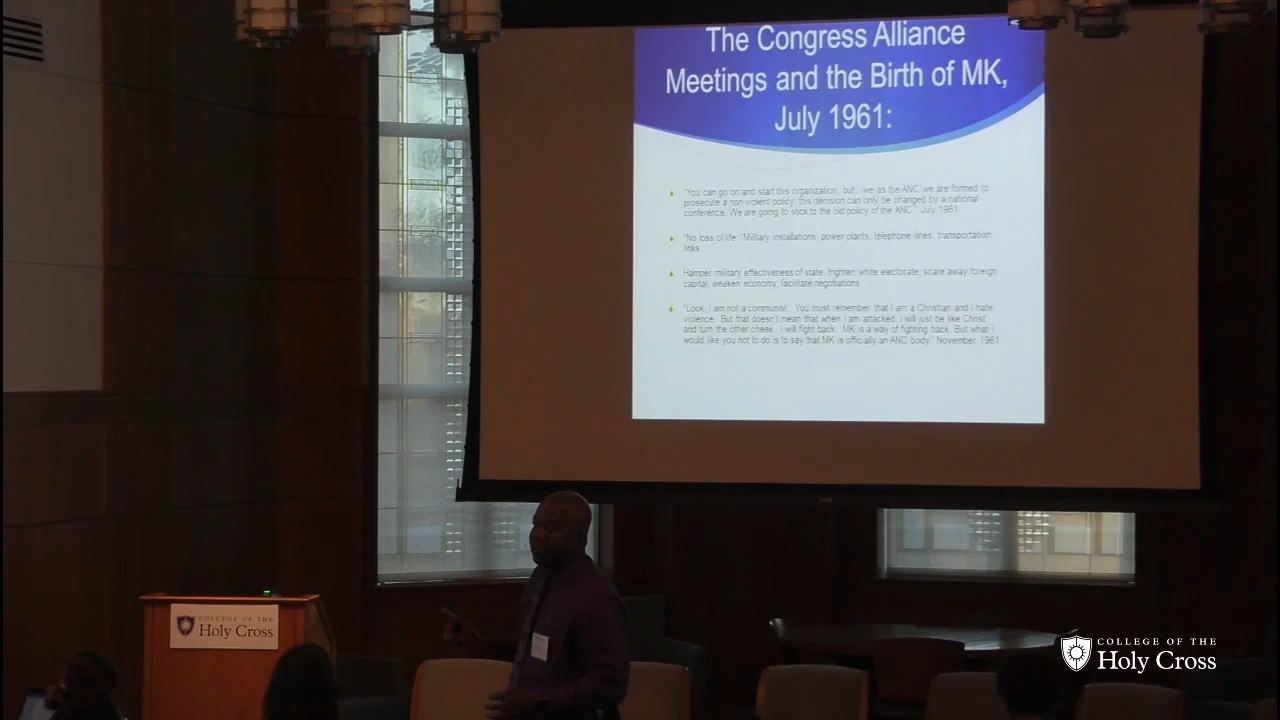 The Congress Alliance
Meetings and the Birth of MK,
July 1961:
"You can go on and start this organization, but, we as the ANC we are formed to
prosecute a non-violent policy, this decision can only be changed by a national
conference. We are going to stick to the old policy of the ANC." July 1961
"No loss of life: "Military installations, power plants, telephone lines, transportation
links
Hamper military effectiveness of state, frighten white electorate, scare away foreign
capital, weaken economy, facilitate negotiations
"Look, I am not a communist. You must remember that I am a Christian and I hate
violence. But that doesn't mean that when I am attacked, I will just be like Christ
and turn the other cheek. I will fight back. MK is a way of fighting back. But what I
would like you not to do is to say that MK is officially an ANC body." November 1961
COLLEGE OF THE
Holy Cross
COLLEGE OF THE
Holy Cross